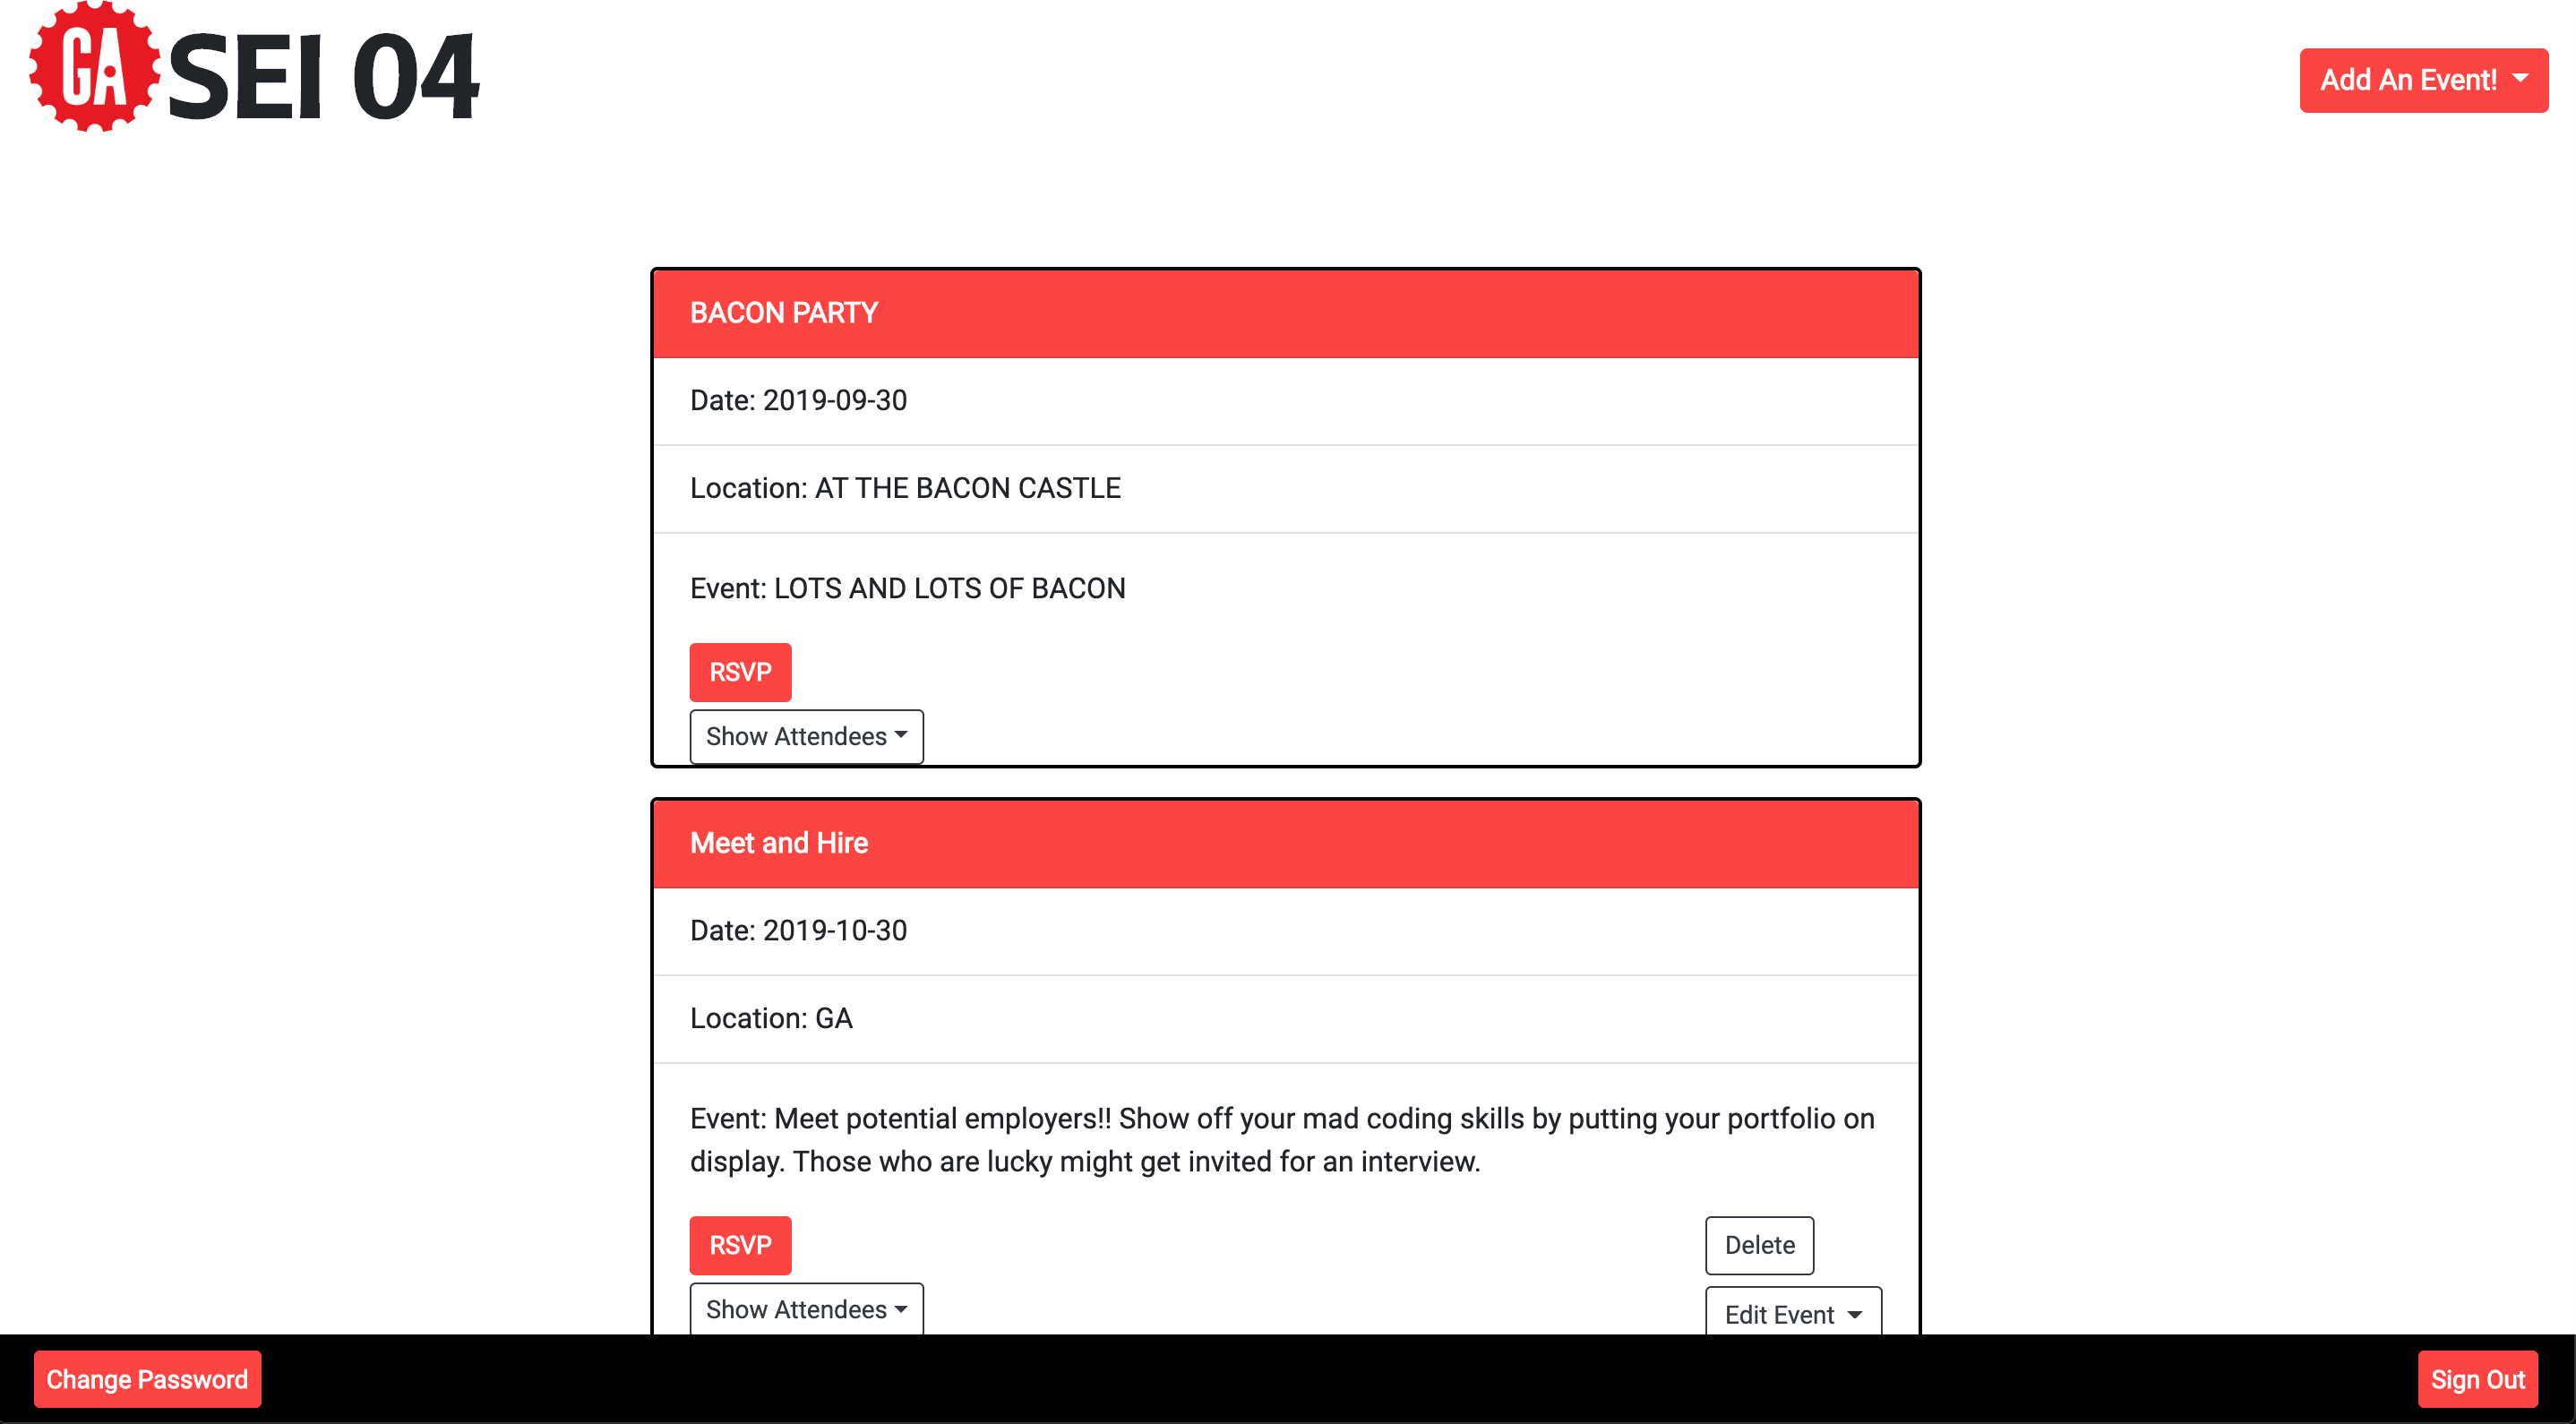 GA SEI 04
Add An Event!
BACON PARTY
Date: 2019-09-30
Location: AT THE BACON CASTLE
Event: LOTS AND LOTS OF BACON
RSVP
Show Attendees
Meet and Hire
Date: 2019-10-30
Location: GA
Event: Meet potential employers!! Show off your mad coding skills by putting your portfolio on
display. Those who are lucky might get invited for an interview.
RSVP
Delete
Show Attendees
Edit Event
Change Password
Sign Out